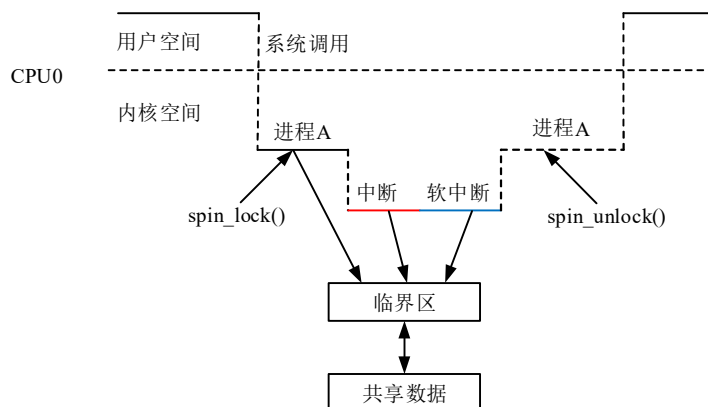 用户空间
系统调用
CPU0
内核空间
进程A
进程A
中断
软中断
spin_lock()
spin_unlock()
临界区
共享数据